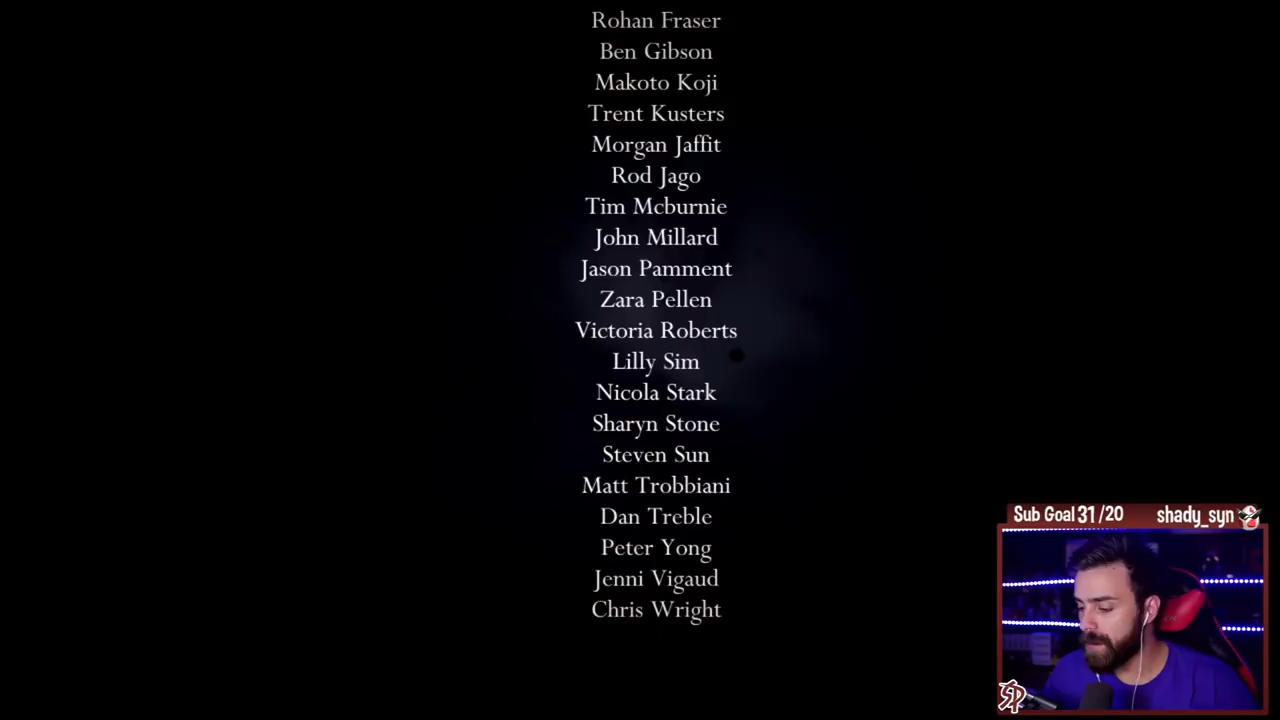 Rohan Fraser
Ben Gibson
Makoto Koji
Trent Kusters
Morgan Jaffit
Rod Jago
Tim Mcburnie
John Millard
Jason Pamment
Zara Pellen
Victoria Roberts
Lilly Sim
Nicola Stark
Sharyn Stone
Steven Sun
Matt Trobbiani
Dan Treble
Peter Yong
Jenni Vigaud
Chris Wright
Sub Goal 31/20 shady_syn